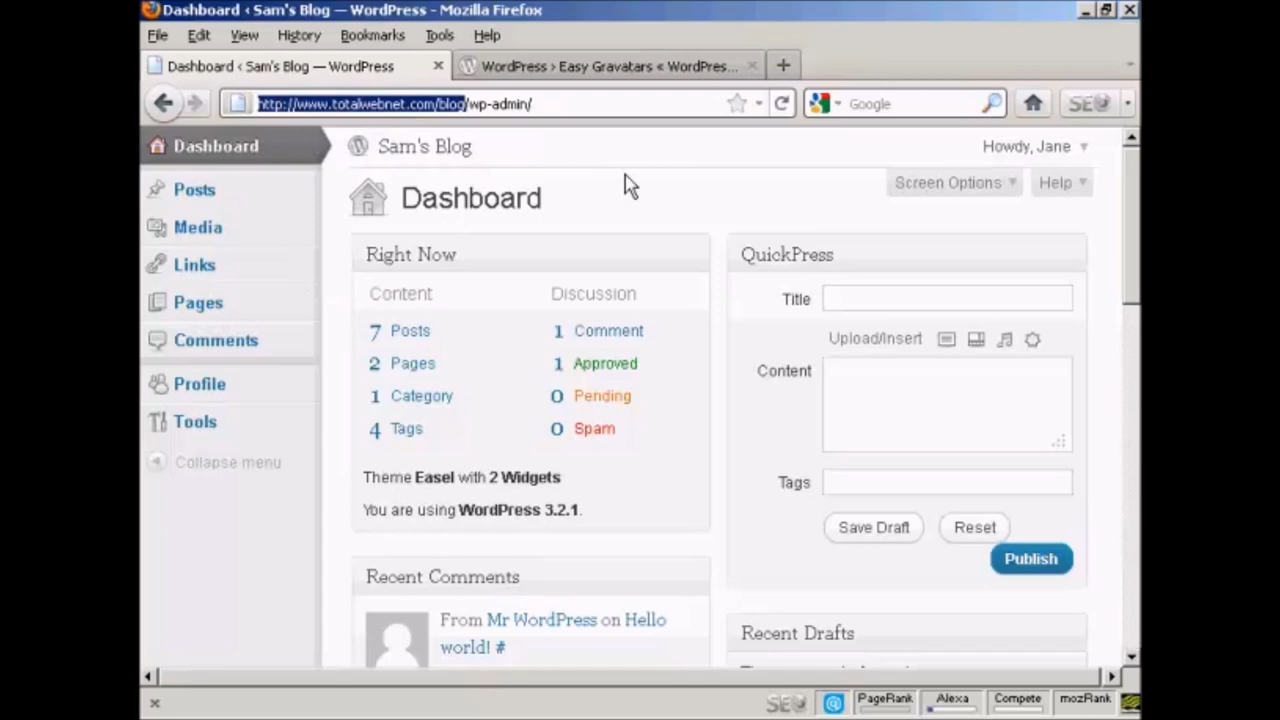 Dashboard ‹ Sam's Blog — WordPress - Mozilla Firefox
File Edit View History Bookmarks Tools Help
Dashboard ‹ Sam's Blog — WordPress
WordPress › Easy Gravatars « WordPres...
http://www.totalwebnet.com/blog/wp-admin/
Google
SEO
Dashboard
Posts
Media
Links
Pages
Comments
Profile
Tools
Collapse menu
Sam's Blog
Howdy, Jane
Screen Options
Help
Dashboard
Right Now
Content Discussion
7 Posts 1 Comment
2 Pages 1 Approved
1 Category 0 Pending
4 Tags 0 Spam
Theme Easel with 2 Widgets
You are using WordPress 3.2.1.
Recent Comments
From Mr WordPress on Hello
world! #
QuickPress
Title
Upload/Insert
Content
Tags
Save Draft Reset
Publish
Recent Drafts
SEO PageRank Alexa Compete mozRank